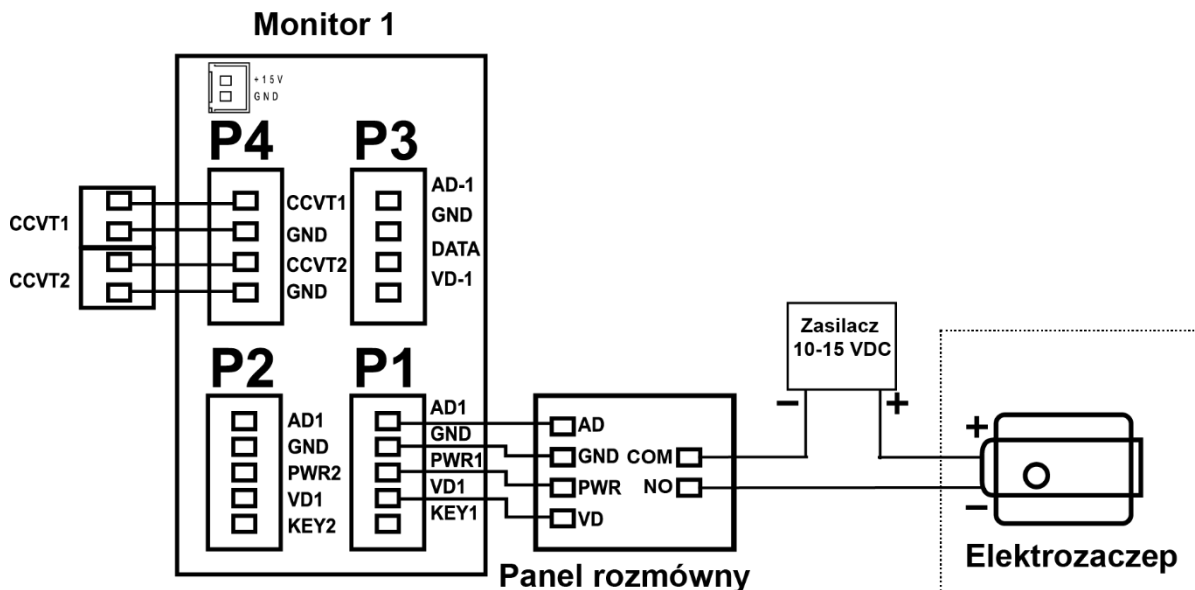 Monitor 1
+15V
GND
P4
P3
CCVT1
CCVT2
CCVT1
GND
CCVT2
GND
AD-1
GND
DATA
VD-1
P2
P1
AD1
GND
PWR2
VD1
KEY2
AD1
GND
PWR1
VD1
KEY1
AD
GND
PWR
VD
COM
NO
Panel rozmówny
Zasilacz
10-15 VDC
-
+
+
-
Elektrozaczep